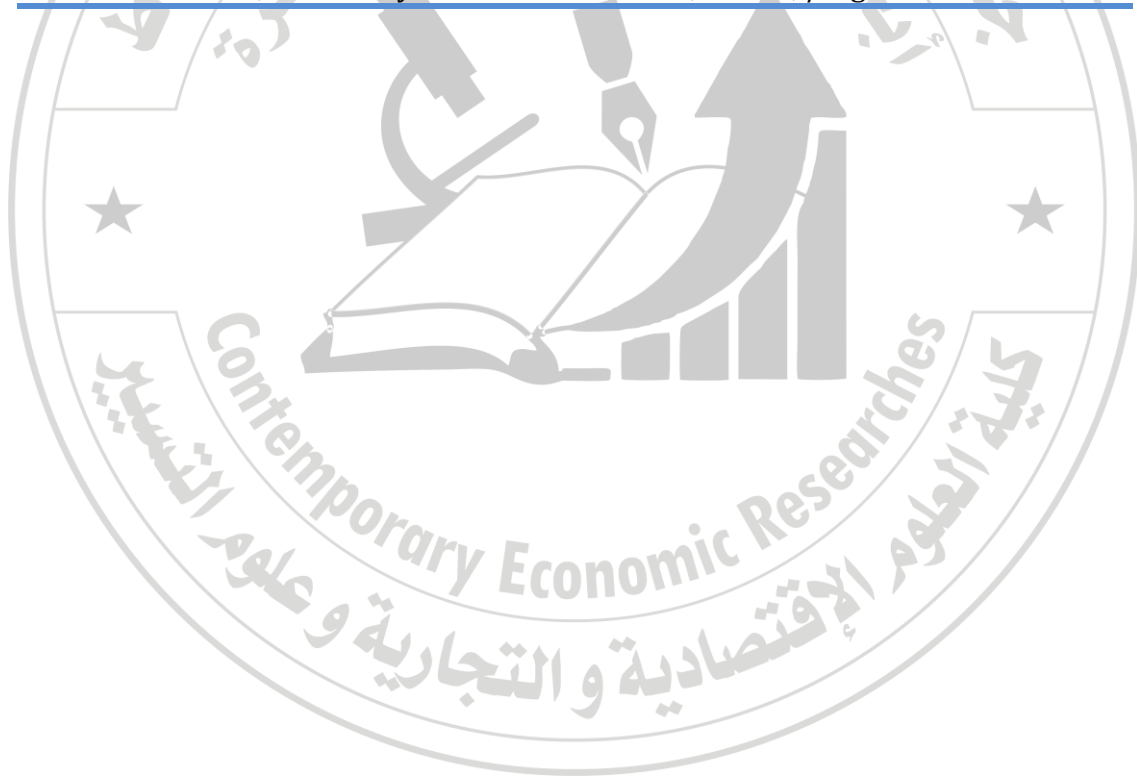 Contemporary Economic Researches
كلية العلوم الإقتصادية و التجارية و علوم التسيير